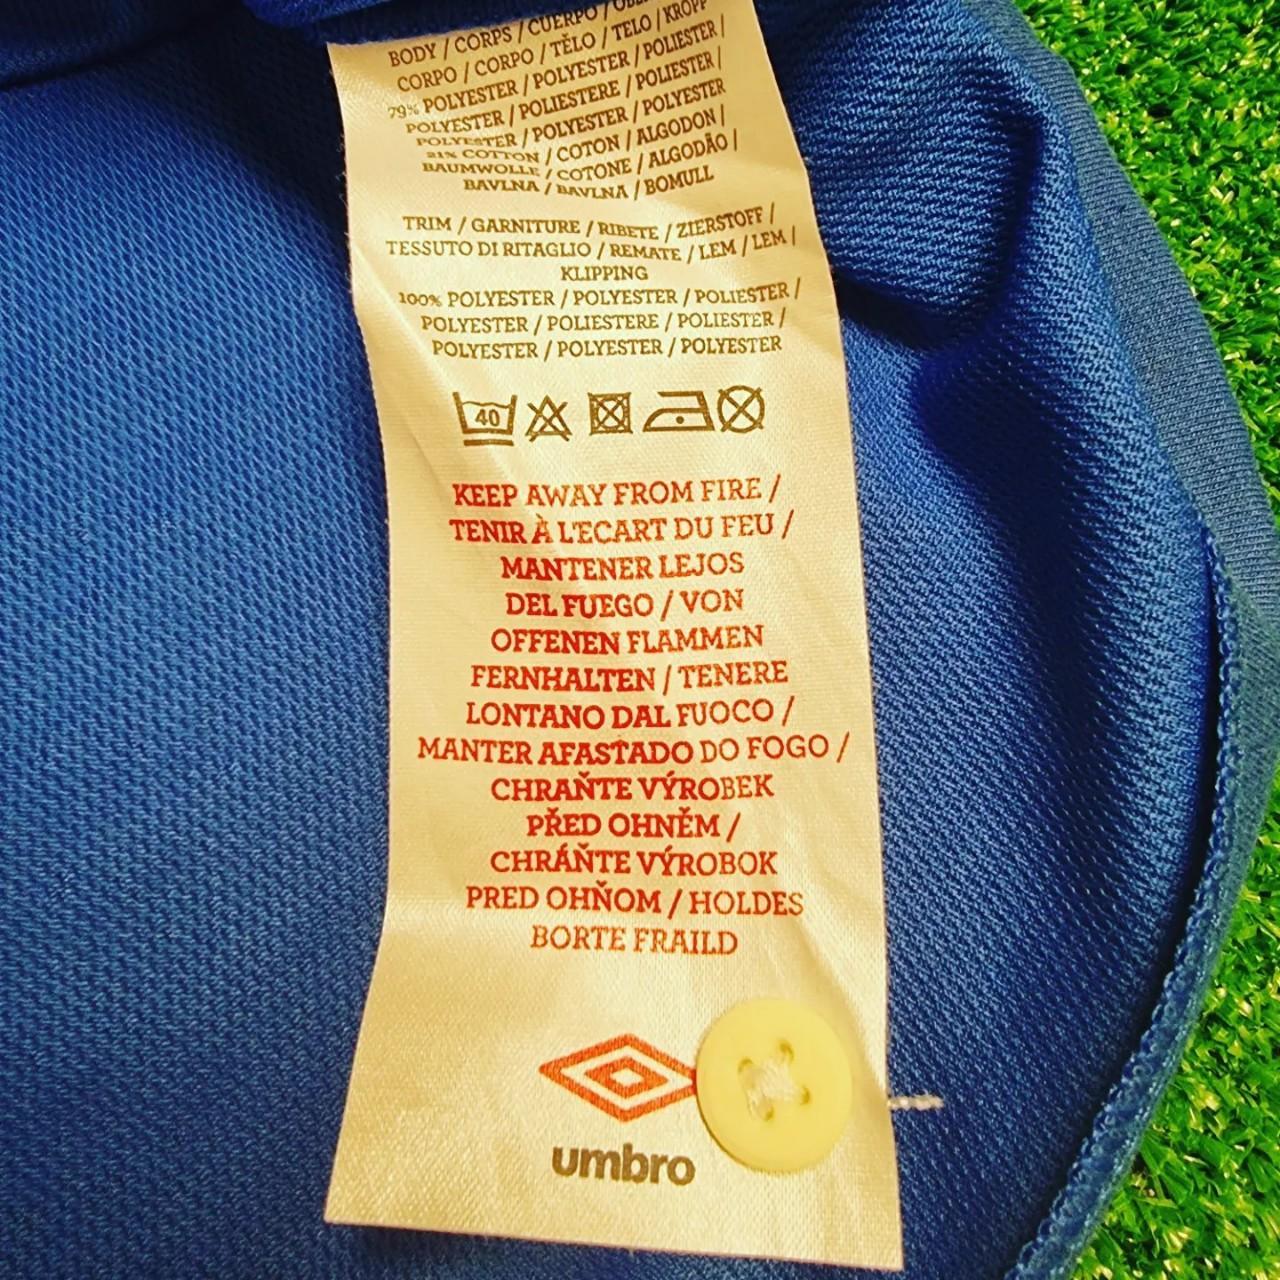 BODY / CORPS / CUERPO /
CORPO / CORPO / TĚLO / TELO / KROPP
79% POLYESTER / POLYESTER / POLIESTER /
POLYESTER / POLIESTERE / POLIESTER /
POLYESTER / POLYESTER / POLYESTER
21% COTTON / COTON / ALGODON /
BAUMWOLLE / COTONE / ALGODÃO /
BAVLNA / BAVLNA / BOMULL
TRIM / GARNITURE / RIBETE / ZIERSTOFF /
TESSUTO DI RITAGLIO / REMATE / LEM / LEM /
KLIPPING
100% POLYESTER / POLYESTER / POLIESTER /
POLYESTER / POLIESTERE / POLIESTER /
POLYESTER / POLYESTER / POLYESTER
40
KEEP AWAY FROM FIRE /
TENIR À L'ECART DU FEU /
MANTENER LEJOS
DEL FUEGO / VON
OFFENEN FLAMMEN
FERNHALTEN / TENERE
LONTANO DAL FUOCO /
MANTER AFASTADO DO FOGO /
CHRAŇTE VÝROBEK
PŘED OHNĚM /
CHRÁŇTE VÝROBOK
PRED OHŇOM / HOLDES
BORTE FRAILD
umbro